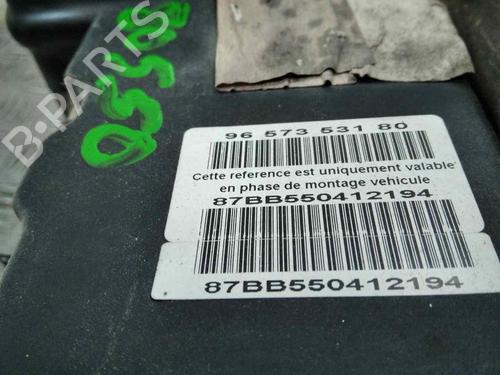 B-PARTS
96 573 531 80
Cette reference est uniquement valable
en phase de montage vehicule
87BB550412194
87BB550412194